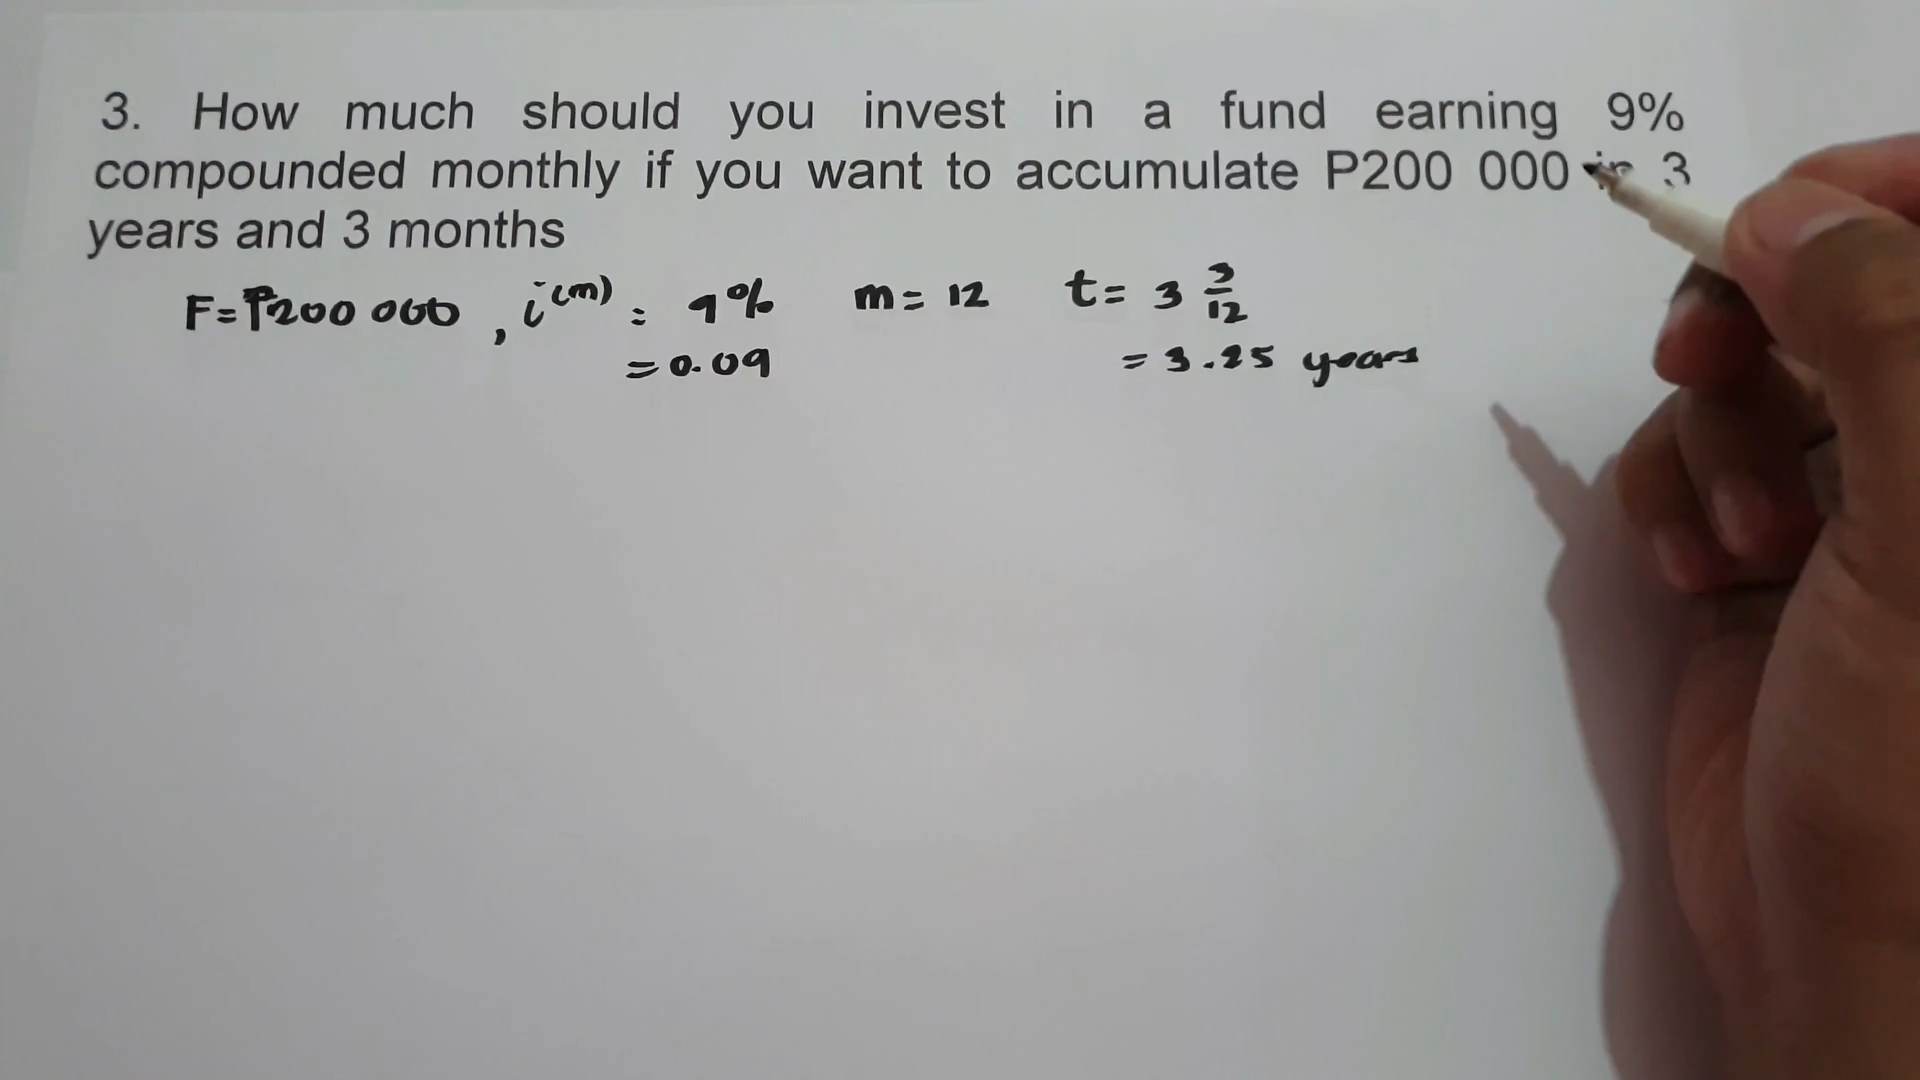 3. How much should you invest in a fund earning 9%
compounded monthly if you want to accumulate P200 000 in 3
years and 3 months
F=₱200 000 , i^(m) = 9% m = 12 t = 3 3/12
= 0.09 = 3.25 years